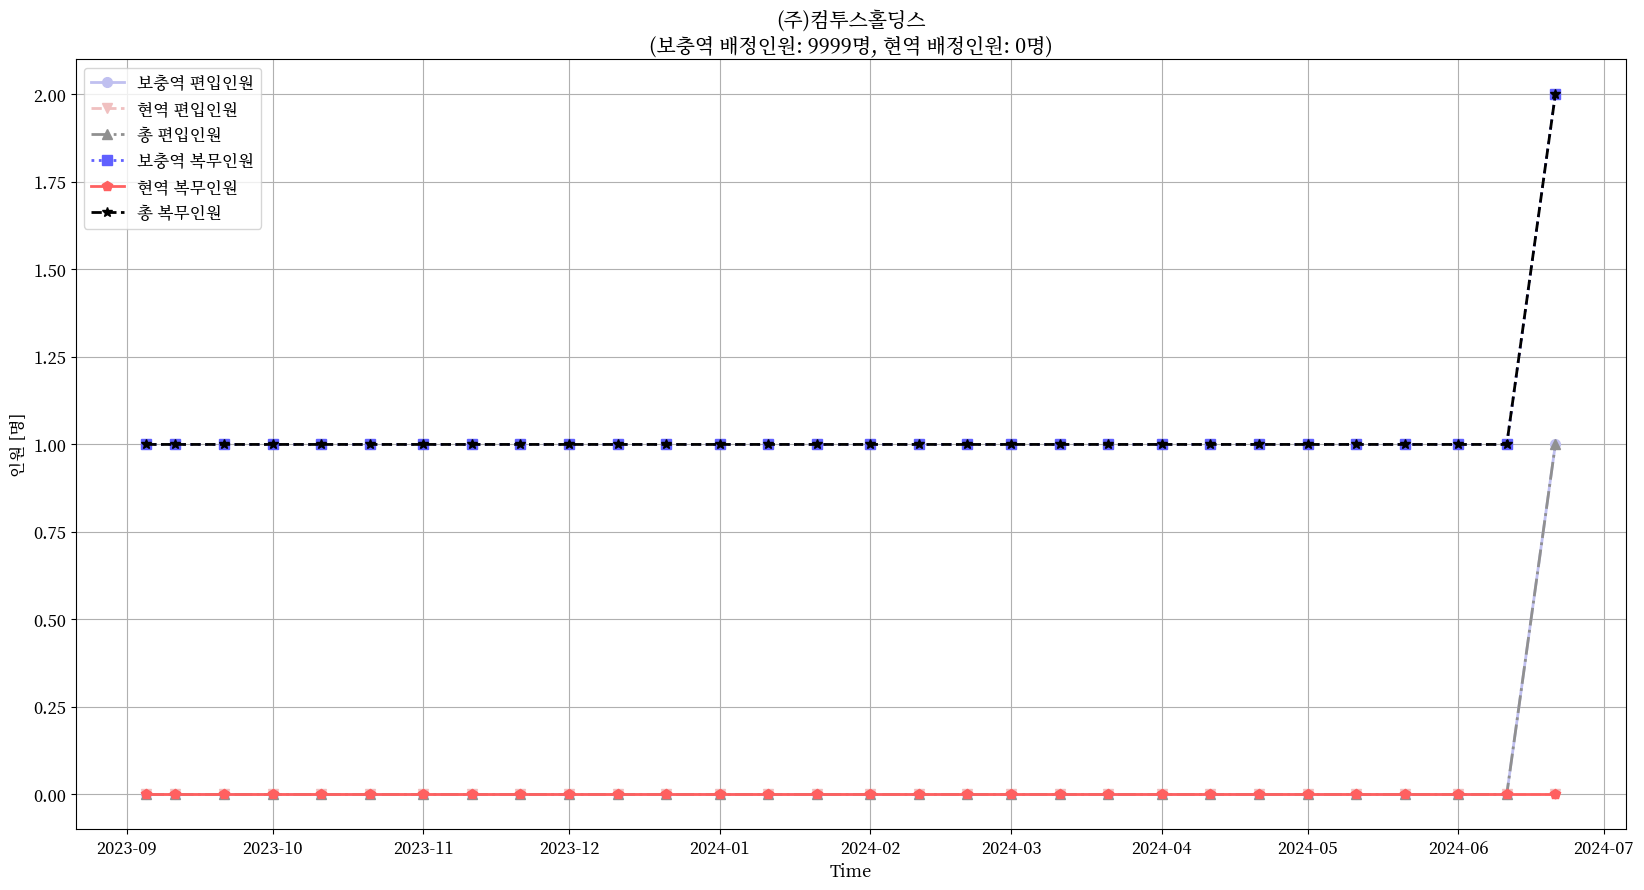 (주)컴투스홀딩스
(보충역 배정인원: 9999명, 현역 배정인원: 0명)
보충역 편입인원
현역 편입인원
총 편입인원
보충역 복무인원
현역 복무인원
총 복무인원
인원 [명]
2.00
1.75
1.50
1.25
1.00
0.75
0.50
0.25
0.00
2023-09 2023-10 2023-11 2023-12 2024-01 2024-02 2024-03 2024-04 2024-05 2024-06 2024-07
Time